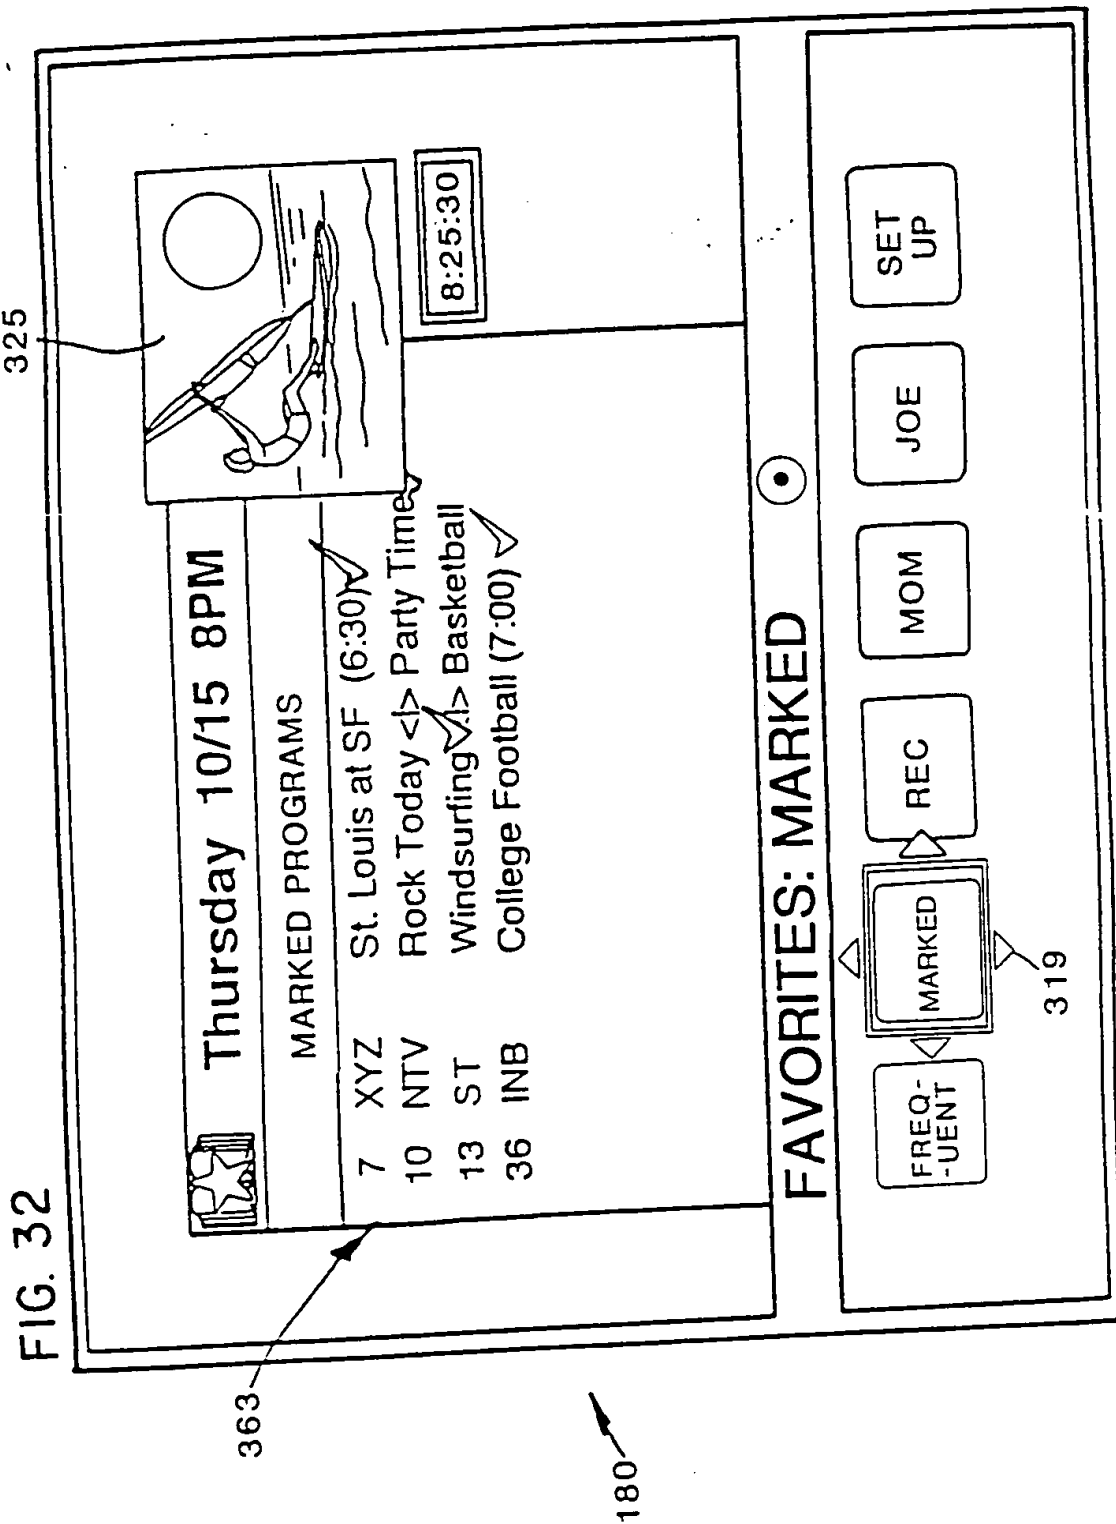 FIG. 32
325
Thursday 10/15 8PM
MARKED PROGRAMS
7 XYZ St. Louis at SF (6:30)
10 NTV Rock Today <|> Party Time
13 ST Windsurfing <|> Basketball
36 INB College Football (7:00)
8:25:30
363
FAVORITES: MARKED
FREQ-
-UENT
MARKED
REC
MOM
JOE
SET
UP
319
180